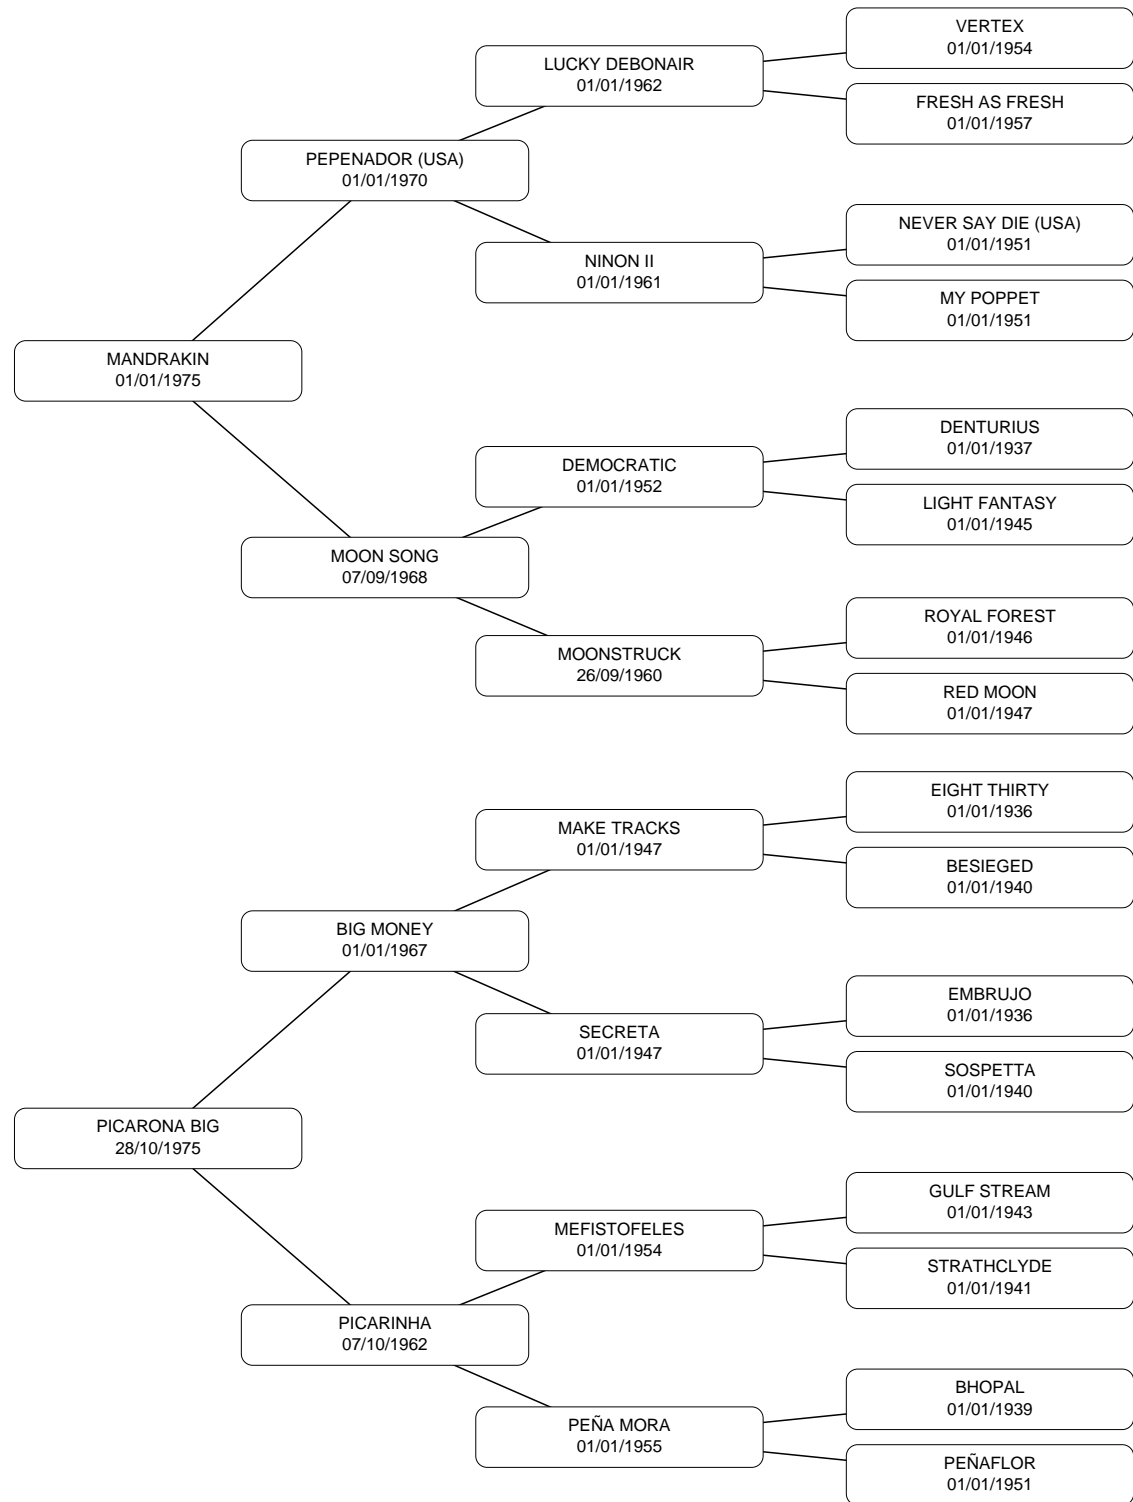 VERTEX
01/01/1954
LUCKY DEBONAIR
01/01/1962
FRESH AS FRESH
01/01/1957
PEPENADOR (USA)
01/01/1970
NEVER SAY DIE (USA)
01/01/1951
NINON II
01/01/1961
MY POPPET
01/01/1951
MANDRAKIN
01/01/1975
DENTURIUS
01/01/1937
DEMOCRATIC
01/01/1952
LIGHT FANTASY
01/01/1945
MOON SONG
07/09/1968
ROYAL FOREST
01/01/1946
MOONSTRUCK
26/09/1960
RED MOON
01/01/1947
EIGHT THIRTY
01/01/1936
MAKE TRACKS
01/01/1947
BESIEGED
01/01/1940
BIG MONEY
01/01/1967
EMBRUJO
01/01/1936
SECRETA
01/01/1947
SOSPETTA
01/01/1940
PICARONA BIG
28/10/1975
GULF STREAM
01/01/1943
MEFISTOFELES
01/01/1954
STRATHCLYDE
01/01/1941
PICARINHA
07/10/1962
BHOPAL
01/01/1939
PEÑA MORA
01/01/1955
PEÑAFLOR
01/01/1951